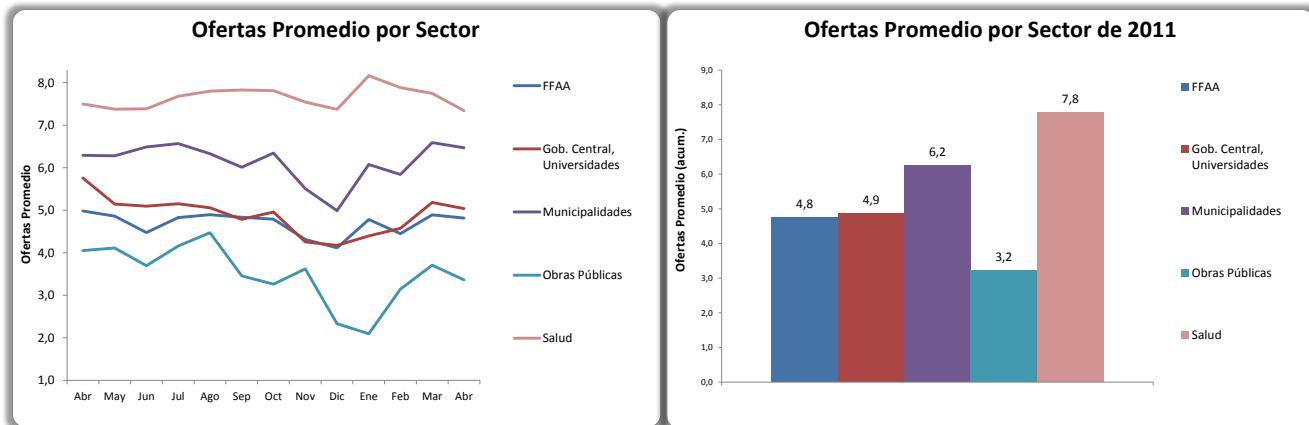 Ofertas Promedio por Sector
Ofertas Promedio
8,0
7,0
6,0
5,0
4,0
3,0
2,0
1,0
Abr May Jun Jul Ago Sep Oct Nov Dic Ene Feb Mar Abr
FFAA
Gob. Central,
Universidades
Municipalidades
Obras Públicas
Salud
Ofertas Promedio por Sector de 2011
Ofertas Promedio (acum.)
9,0
8,0
7,0
6,0
5,0
4,0
3,0
2,0
1,0
0,0
4,8
4,9
6,2
3,2
7,8
FFAA
Gob. Central,
Universidades
Municipalidades
Obras Públicas
Salud